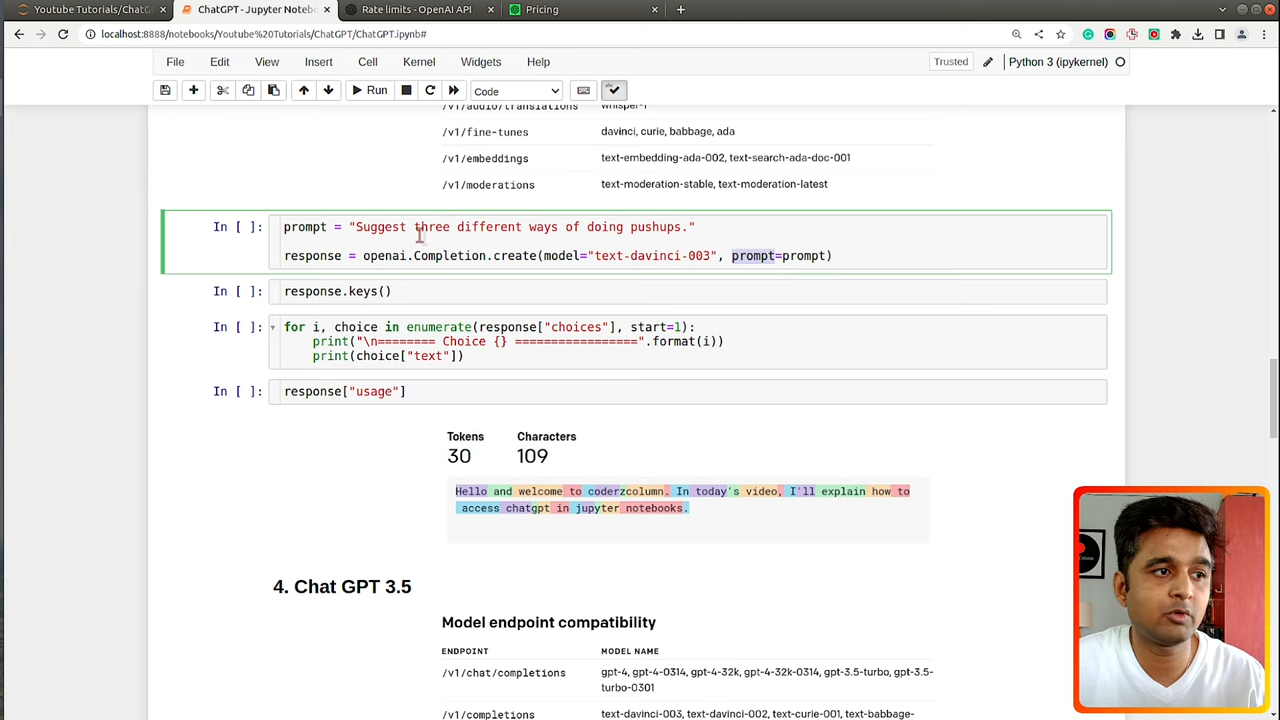 Youtube Tutorials/ChatG
ChatGPT - Jupyter Notebo
Rate limits - OpenAI API
Pricing
localhost:8888/notebooks/Youtube%20Tutorials/ChatGPT/ChatGPT.ipynb#
File Edit View Insert Cell Kernel Widgets Help
Trusted
Python 3 (ipykernel)
Run
Code
/v1/audio/translations whisper-1
/v1/fine-tunes davinci, curie, babbage, ada
/v1/embeddings text-embedding-ada-002, text-search-ada-doc-001
/v1/moderations text-moderation-stable, text-moderation-latest
In [ ]: prompt = "Suggest three different ways of doing pushups."
response = openai.Completion.create(model="text-davinci-003", prompt=prompt)
In [ ]: response.keys()
In [ ]: for i, choice in enumerate(response["choices"], start=1):
print("\n======== Choice {} =================".format(i))
print(choice["text"])
In [ ]: response["usage"]
Tokens Characters
30 109
Hello and welcome to coderzcolumn. In today's video, I'll explain how to
access chatgpt in jupyter notebooks.
4. Chat GPT 3.5
Model endpoint compatibility
ENDPOINT MODEL NAME
/v1/chat/completions gpt-4, gpt-4-0314, gpt-4-32k, gpt-4-32k-0314, gpt-3.5-turbo, gpt-3.5-
turbo-0301
/v1/completions text-davinci-003, text-davinci-002, text-curie-001, text-babbage-